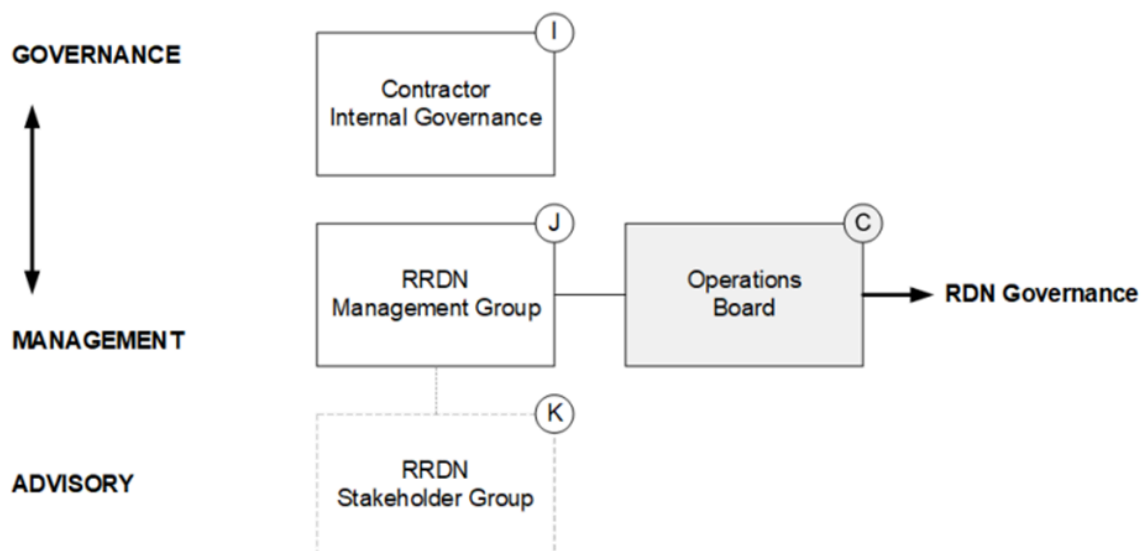 GOVERNANCE
I
Contractor
Internal Governance
J
RRDN
Management Group
C
Operations
Board
RDN Governance
MANAGEMENT
K
RRDN
Stakeholder Group
ADVISORY